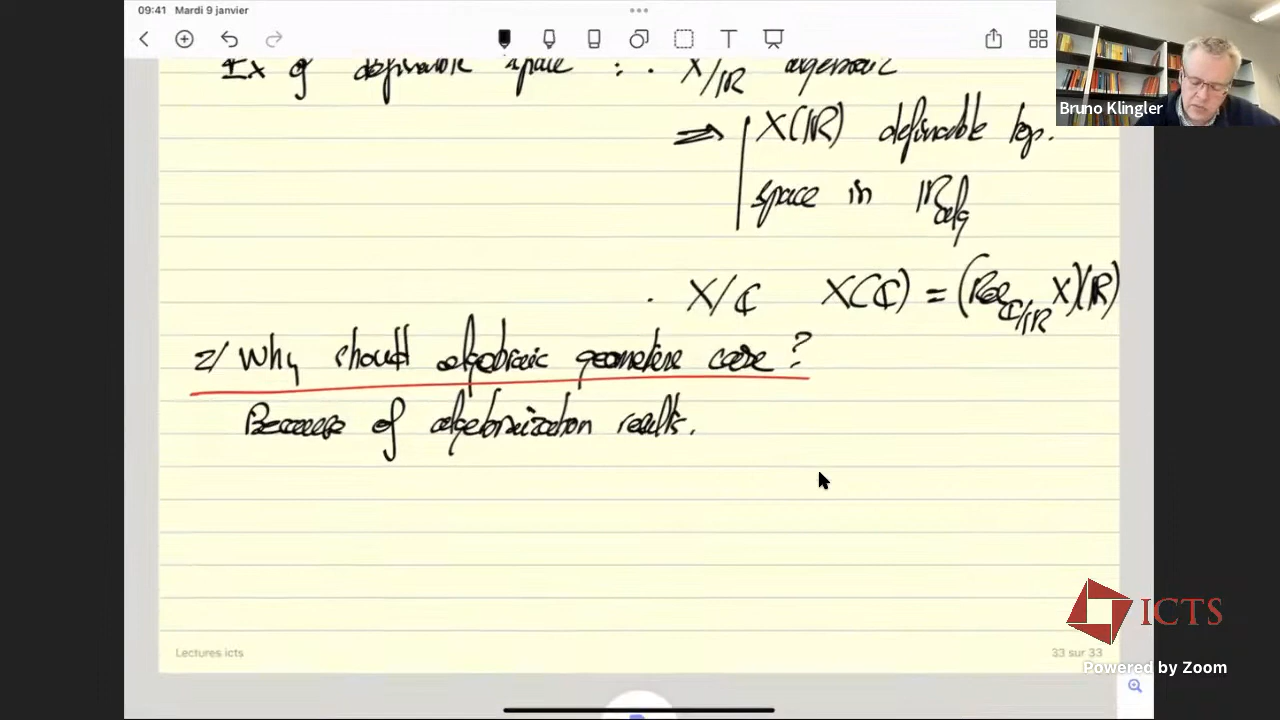 09:41 Mardi 9 janvier
Bruno Klingler
Ex of definable space : . X/ℝ algebraic
⇒ X(ℝ) definable top.
space in ℝ_alg
. X/ℂ X(ℂ) = (Res_ℂ/ℝ X)(ℝ)
2/ Why should algebraic geometers care ?
Because of algebraization results.
Lectures icts
33 sur 33
ICTS
Powered by Zoom